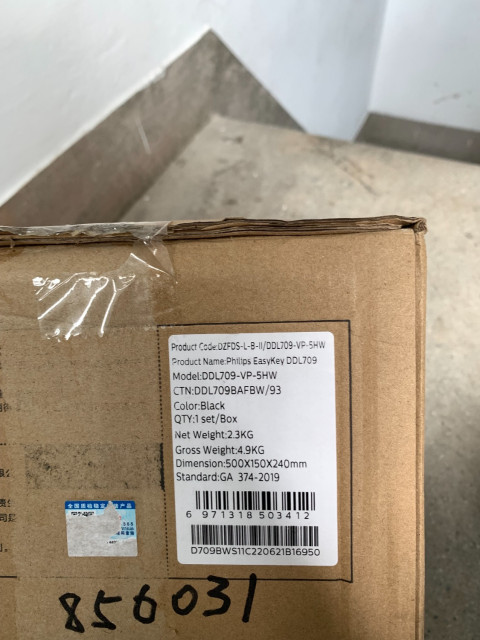 Product Code:DZFDS-L-B-II/DDL709-VP-5HW
Product Name:Philips EasyKey DDL709
Model:DDL709-VP-5HW
CTN:DDL709BAFBW/93
Color:Black
QTY:1 set/Box
Net Weight:2.3KG
Gross Weight:4.9KG
Dimension:500X150X240mm
Standard:GA 374-2019
6 971318 503412
D709BWS11C220621B16950
856031